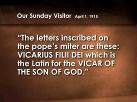 Our Sunday Visitor April 1, 1915
"The letters inscribed on
the pope's miter are these:
VICARIUS FILII DEI which is
the Latin for the VICAR OF
THE SON OF GOD."